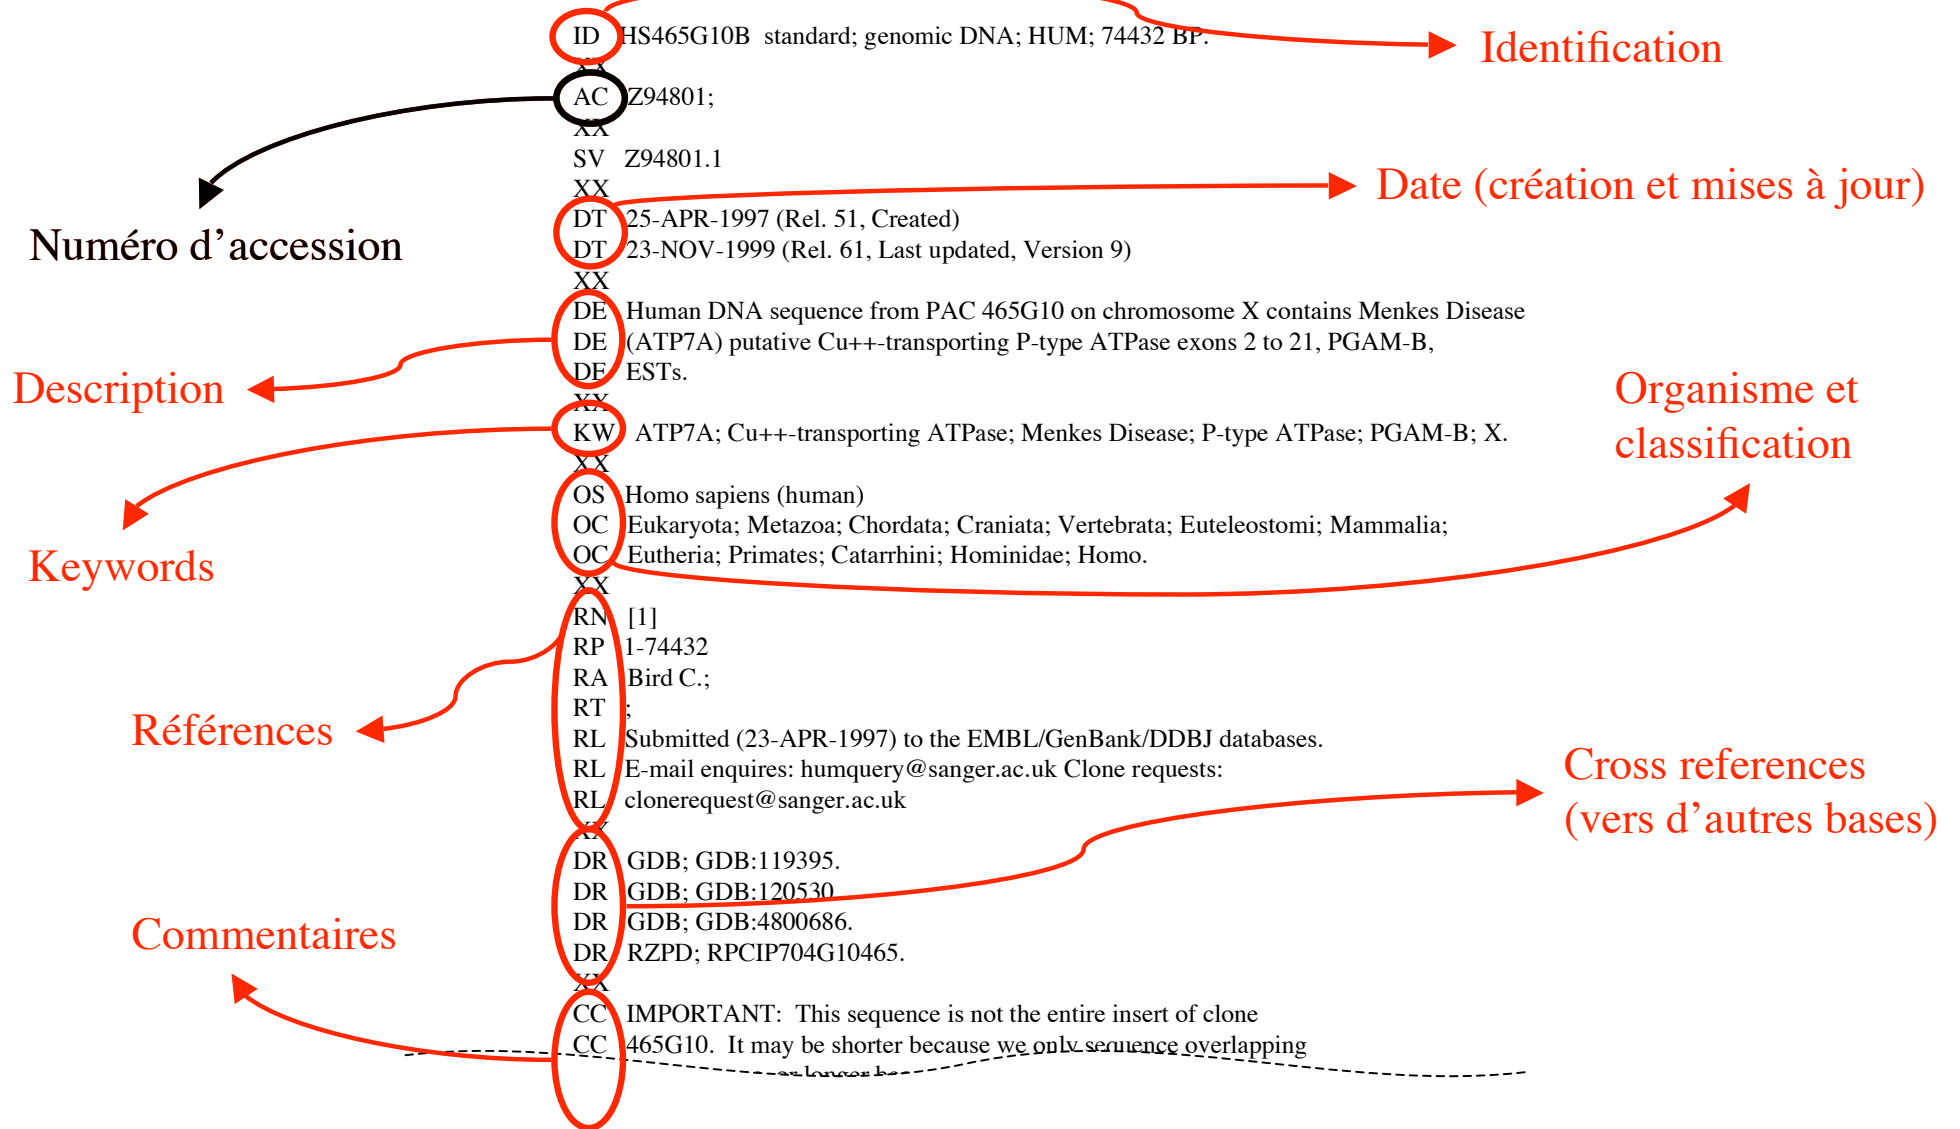 ID HS465G10B standard; genomic DNA; HUM; 74432 BP.
Identification
XX
AC Z94801;
XX
SV Z94801.1
XX
Date (création et mises à jour)
DT 25-APR-1997 (Rel. 51, Created)
Numéro d’accession
DT 23-NOV-1999 (Rel. 61, Last updated, Version 9)
XX
DE Human DNA sequence from PAC 465G10 on chromosome X contains Menkes Disease
DE (ATP7A) putative Cu++-transporting P-type ATPase exons 2 to 21, PGAM-B,
DE ESTs.
Description
Organisme et
classification
XX
KW ATP7A; Cu++-transporting ATPase; Menkes Disease; P-type ATPase; PGAM-B; X.
XX
OS Homo sapiens (human)
OC Eukaryota; Metazoa; Chordata; Craniata; Vertebrata; Euteleostomi; Mammalia;
OC Eutheria; Primates; Catarrhini; Hominidae; Homo.
Keywords
XX
RN [1]
RP 1-74432
RA Bird C.;
RT ;
Références
RL Submitted (23-APR-1997) to the EMBL/GenBank/DDBJ databases.
RL E-mail enquires: humquery@sanger.ac.uk Clone requests:
RL clonerequest@sanger.ac.uk
Cross references
(vers d’autres bases)
XX
DR GDB; GDB:119395.
DR GDB; GDB:120530.
DR GDB; GDB:4800686.
DR RZPD; RPCIP704G10465.
Commentaires
XX
CC IMPORTANT: This sequence is not the entire insert of clone
CC 465G10. It may be shorter because we only sequence overlapping
or longer